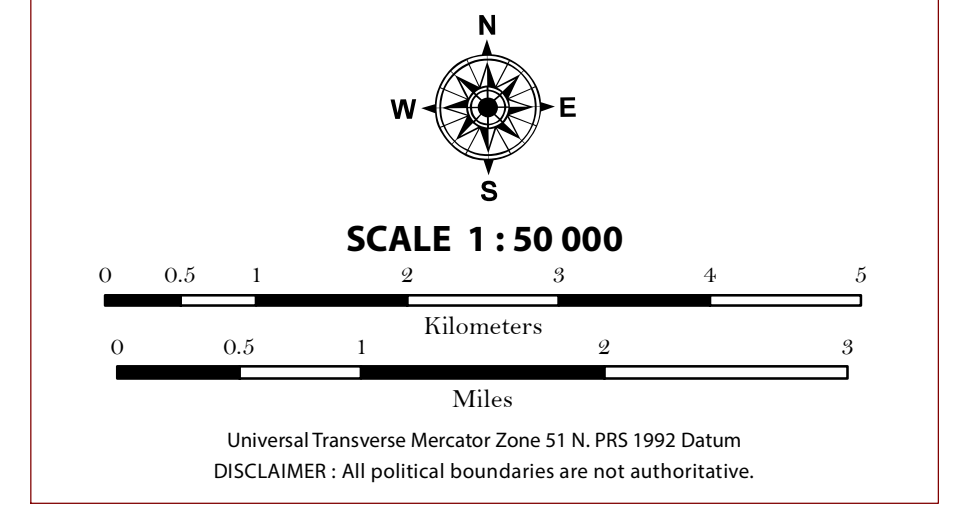 N
W E
S
SCALE 1 : 50 000
0 0.5 1 2 3 4 5
Kilometers
0 0.5 1 2 3
Miles
Universal Transverse Mercator Zone 51 N. PRS 1992 Datum
DISCLAIMER : All political boundaries are not authoritative.